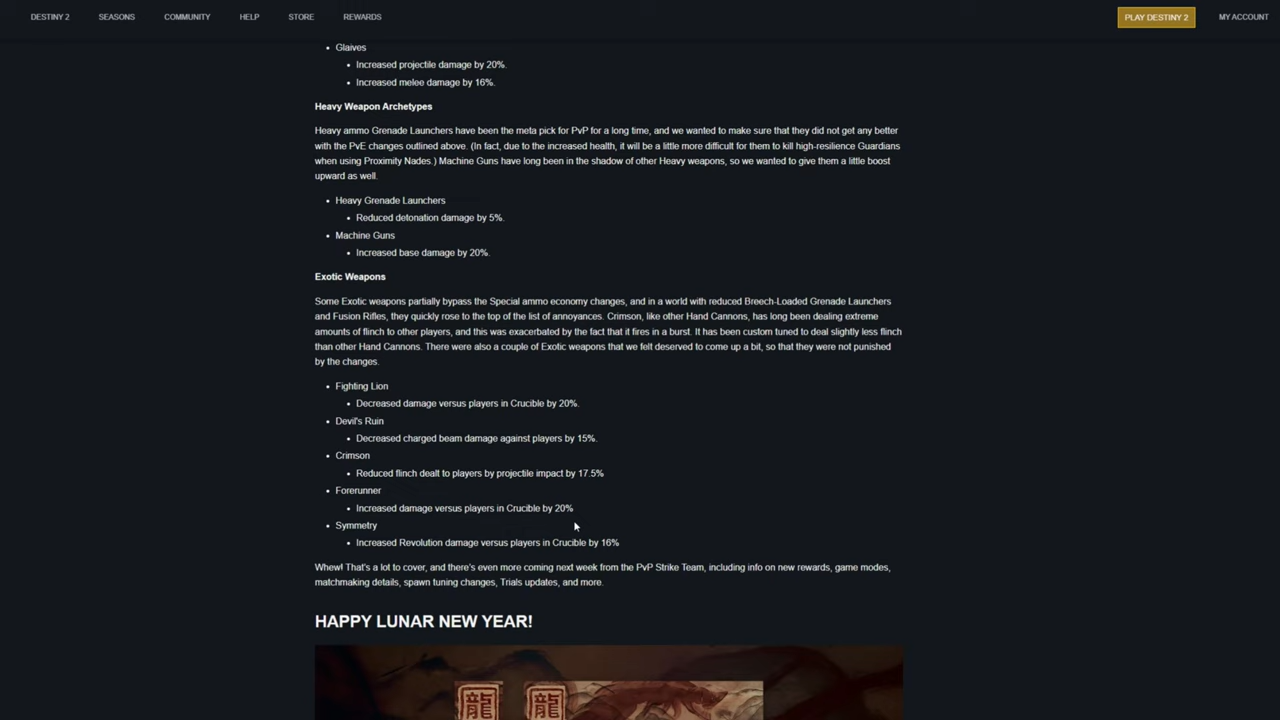 DESTINY 2 SEASONS COMMUNITY HELP STORE REWARDS PLAY DESTINY 2 MY ACCOUNT
• Glaives
• Increased projectile damage by 20%.
• Increased melee damage by 16%.
Heavy Weapon Archetypes
Heavy ammo Grenade Launchers have been the meta pick for PvP for a long time, and we wanted to make sure that they did not get any better
with the PvE changes outlined above. (In fact, due to the increased health, it will be a little more difficult for them to kill high-resilience Guardians
when using Proximity Nades.) Machine Guns have long been in the shadow of other Heavy weapons, so we wanted to give them a little boost
upward as well.
• Heavy Grenade Launchers
• Reduced detonation damage by 5%.
• Machine Guns
• Increased base damage by 20%.
Exotic Weapons
Some Exotic weapons partially bypass the Special ammo economy changes, and in a world with reduced Breech-Loaded Grenade Launchers
and Fusion Rifles, they quickly rose to the top of the list of annoyances. Crimson, like other Hand Cannons, has long been dealing extreme
amounts of flinch to other players, and this was exacerbated by the fact that it fires in a burst. It has been custom tuned to deal slightly less flinch
than other Hand Cannons. There were also a couple of Exotic weapons that we felt deserved to come up a bit, so that they were not punished
by the changes.
• Fighting Lion
• Decreased damage versus players in Crucible by 20%.
• Devil's Ruin
• Decreased charged beam damage against players by 15%.
• Crimson
• Reduced flinch dealt to players by projectile impact by 17.5%
• Forerunner
• Increased damage versus players in Crucible by 20%
• Symmetry
• Increased Revolution damage versus players in Crucible by 16%
Whew! That's a lot to cover, and there's even more coming next week from the PvP Strike Team, including info on new rewards, game modes,
matchmaking details, spawn tuning changes, Trials updates, and more.
HAPPY LUNAR NEW YEAR!
龍 龍